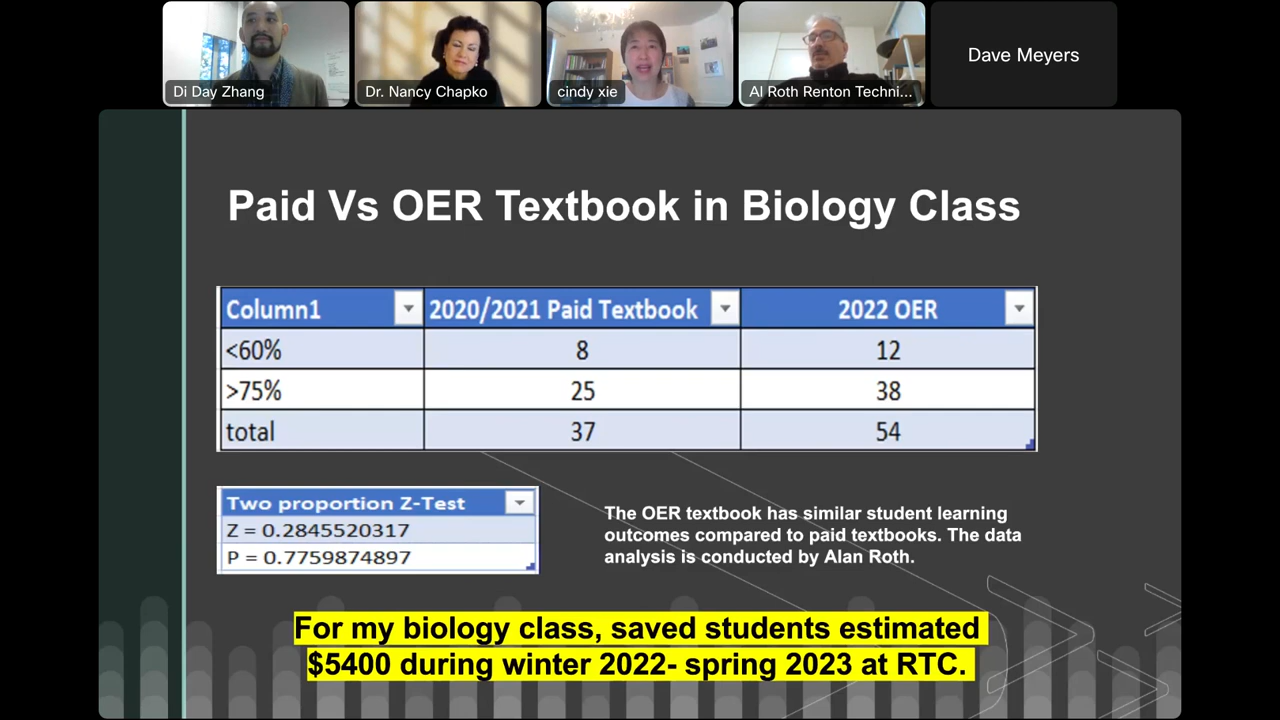 Di Day Zhang
Dr. Nancy Chapko
cindy xie
Al Roth Renton Techni...
Dave Meyers
Paid Vs OER Textbook in Biology Class
Column1 2020/2021 Paid Textbook 2022 OER
<60% 8 12
>75% 25 38
total 37 54
Two proportion Z-Test
Z = 0.2845520317
P = 0.7759874897
The OER textbook has similar student learning
outcomes compared to paid textbooks. The data
analysis is conducted by Alan Roth.
For my biology class, saved students estimated
$5400 during winter 2022- spring 2023 at RTC.